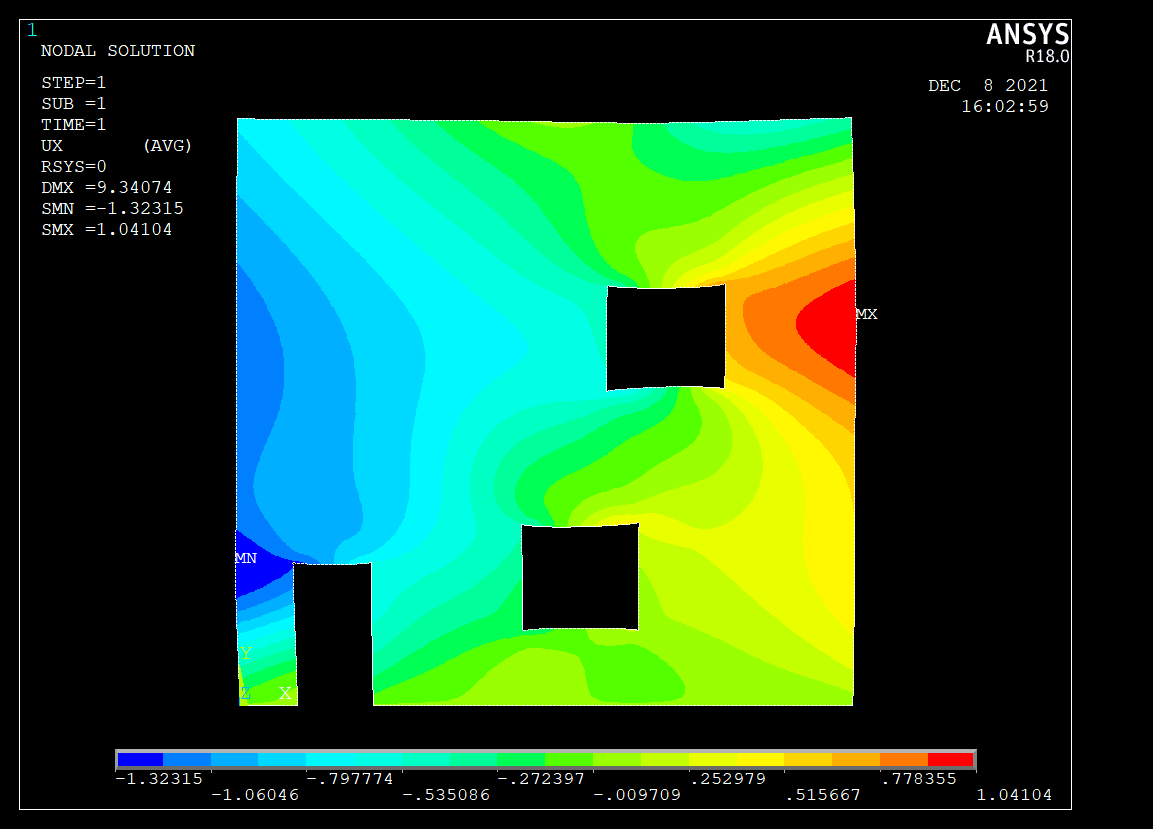 1
ANSYS
R18.0
NODAL SOLUTION
STEP=1
SUB =1
TIME=1
UX (AVG)
RSYS=0
DMX =9.34074
SMN =-1.32315
SMX =1.04104
DEC 8 2021
16:02:59
MX
MN
Y
Z X
-1.32315 -.797774 -.272397 .252979 .778355
-1.06046 -.535086 -.009709 .515667 1.04104